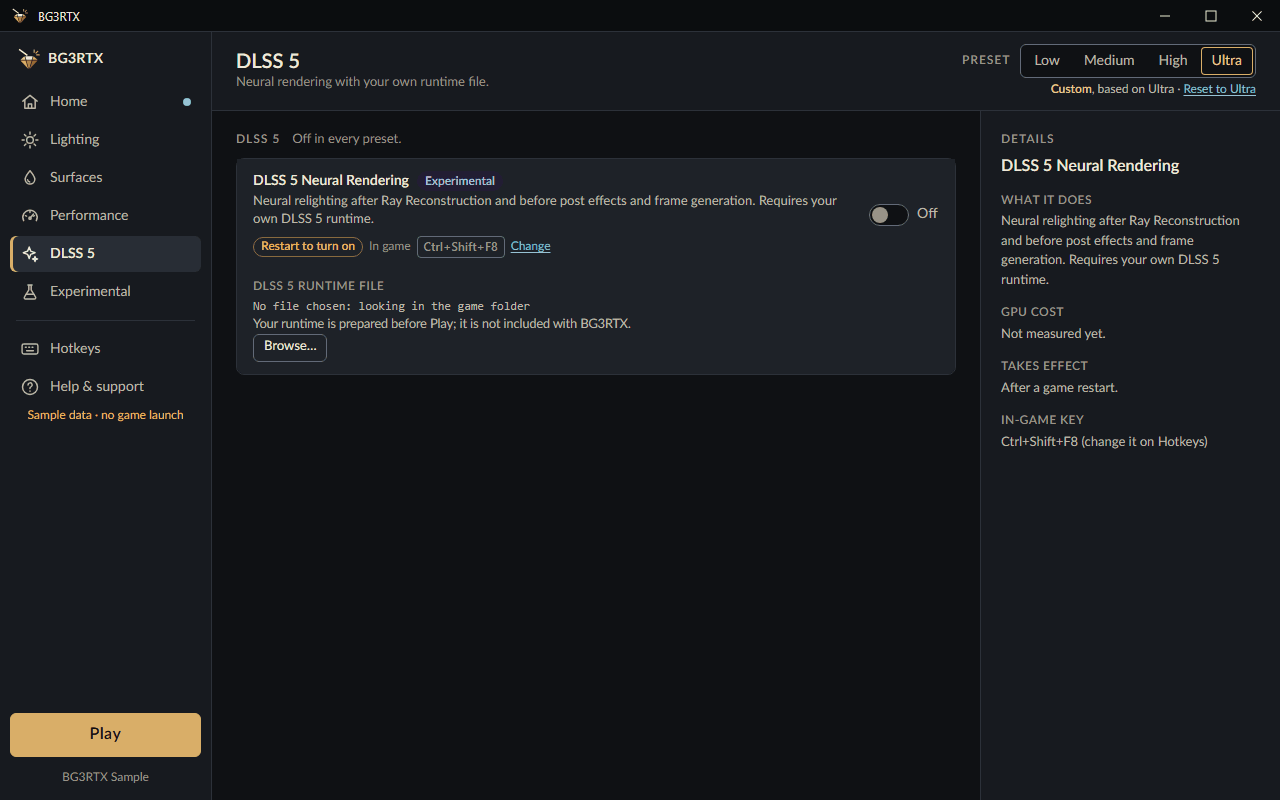 BG3RTX
BG3RTX
Home
Lighting
Surfaces
Performance
DLSS 5
Experimental
Hotkeys
Help & support
Sample data · no game launch
Play
BG3RTX Sample
DLSS 5
Neural rendering with your own runtime file.
PRESET Low Medium High Ultra
Custom, based on Ultra · Reset to Ultra
DLSS 5 Off in every preset.
DLSS 5 Neural Rendering Experimental
Neural relighting after Ray Reconstruction and before post effects and frame generation. Requires your
own DLSS 5 runtime.
Off
Restart to turn on In game Ctrl+Shift+F8 Change
DLSS 5 RUNTIME FILE
No file chosen: looking in the game folder
Your runtime is prepared before Play; it is not included with BG3RTX.
Browse...
DETAILS
DLSS 5 Neural Rendering
WHAT IT DOES
Neural relighting after Ray Reconstruction
and before post effects and frame
generation. Requires your own DLSS 5
runtime.
GPU COST
Not measured yet.
TAKES EFFECT
After a game restart.
IN-GAME KEY
Ctrl+Shift+F8 (change it on Hotkeys)